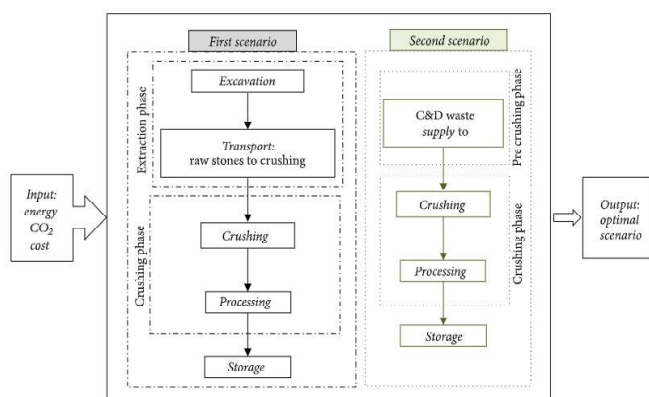 First scenario
Second scenario
Extraction phase
Excavation
Transport:
raw stones to crushing
Crushing phase
Crushing
Processing
Storage
Pre crushing phase
C&D waste
supply to
Crushing phase
Crushing
Processing
Storage
Input:
energy
CO2
cost
Output:
optimal
scenario